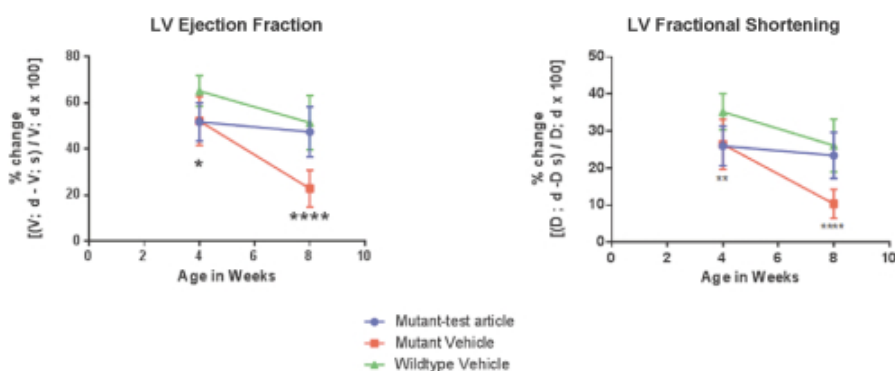 LV Ejection Fraction
% change
[(V; d - V; s) / V; d x 100]
80
60
40
20
0
*
****
0 2 4 6 8 10
Age in Weeks
LV Fractional Shortening
% change
[(D ; d -D s) / D; d x 100]
50
40
30
20
10
0
**
****
0 2 4 6 8 10
Age in Weeks
Mutant-test article
Mutant Vehicle
Wildtype Vehicle